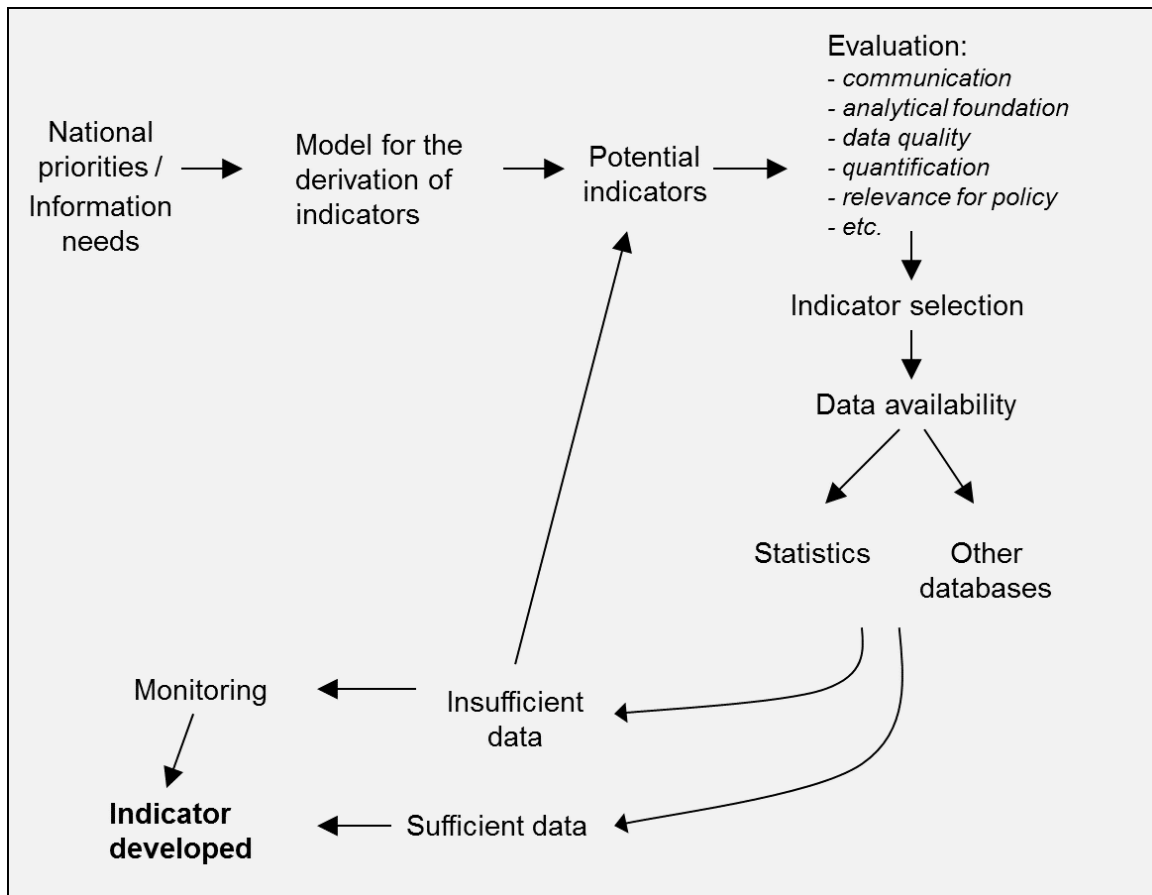 National
priorities /
Information
needs
Model for the
derivation of
indicators
Potential
indicators
Evaluation:
- communication
- analytical foundation
- data quality
- quantification
- relevance for policy
- etc.
Indicator selection
Data availability
Statistics
Other
databases
Monitoring
Insufficient
data
Indicator
developed
Sufficient data